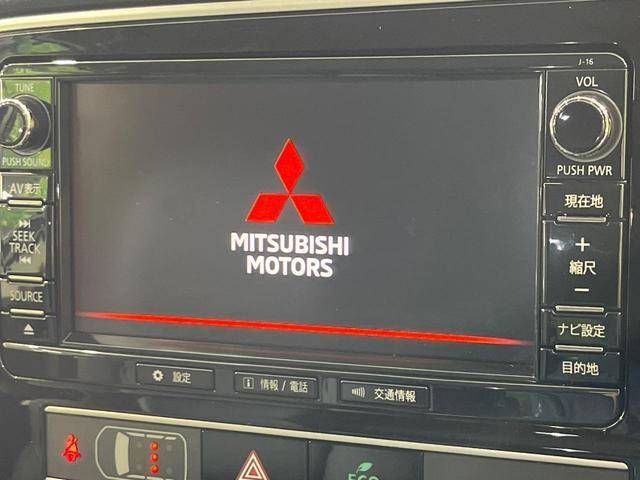 J-16
TUNE
PUSH SOUND
AV表示
SEEK
TRACK
SOURCE
MITSUBISHI
MOTORS
VOL
PUSH PWR
現在地
+
縮尺
−
ナビ設定
目的地
設定
i 情報 / 電話
交通情報
ECO